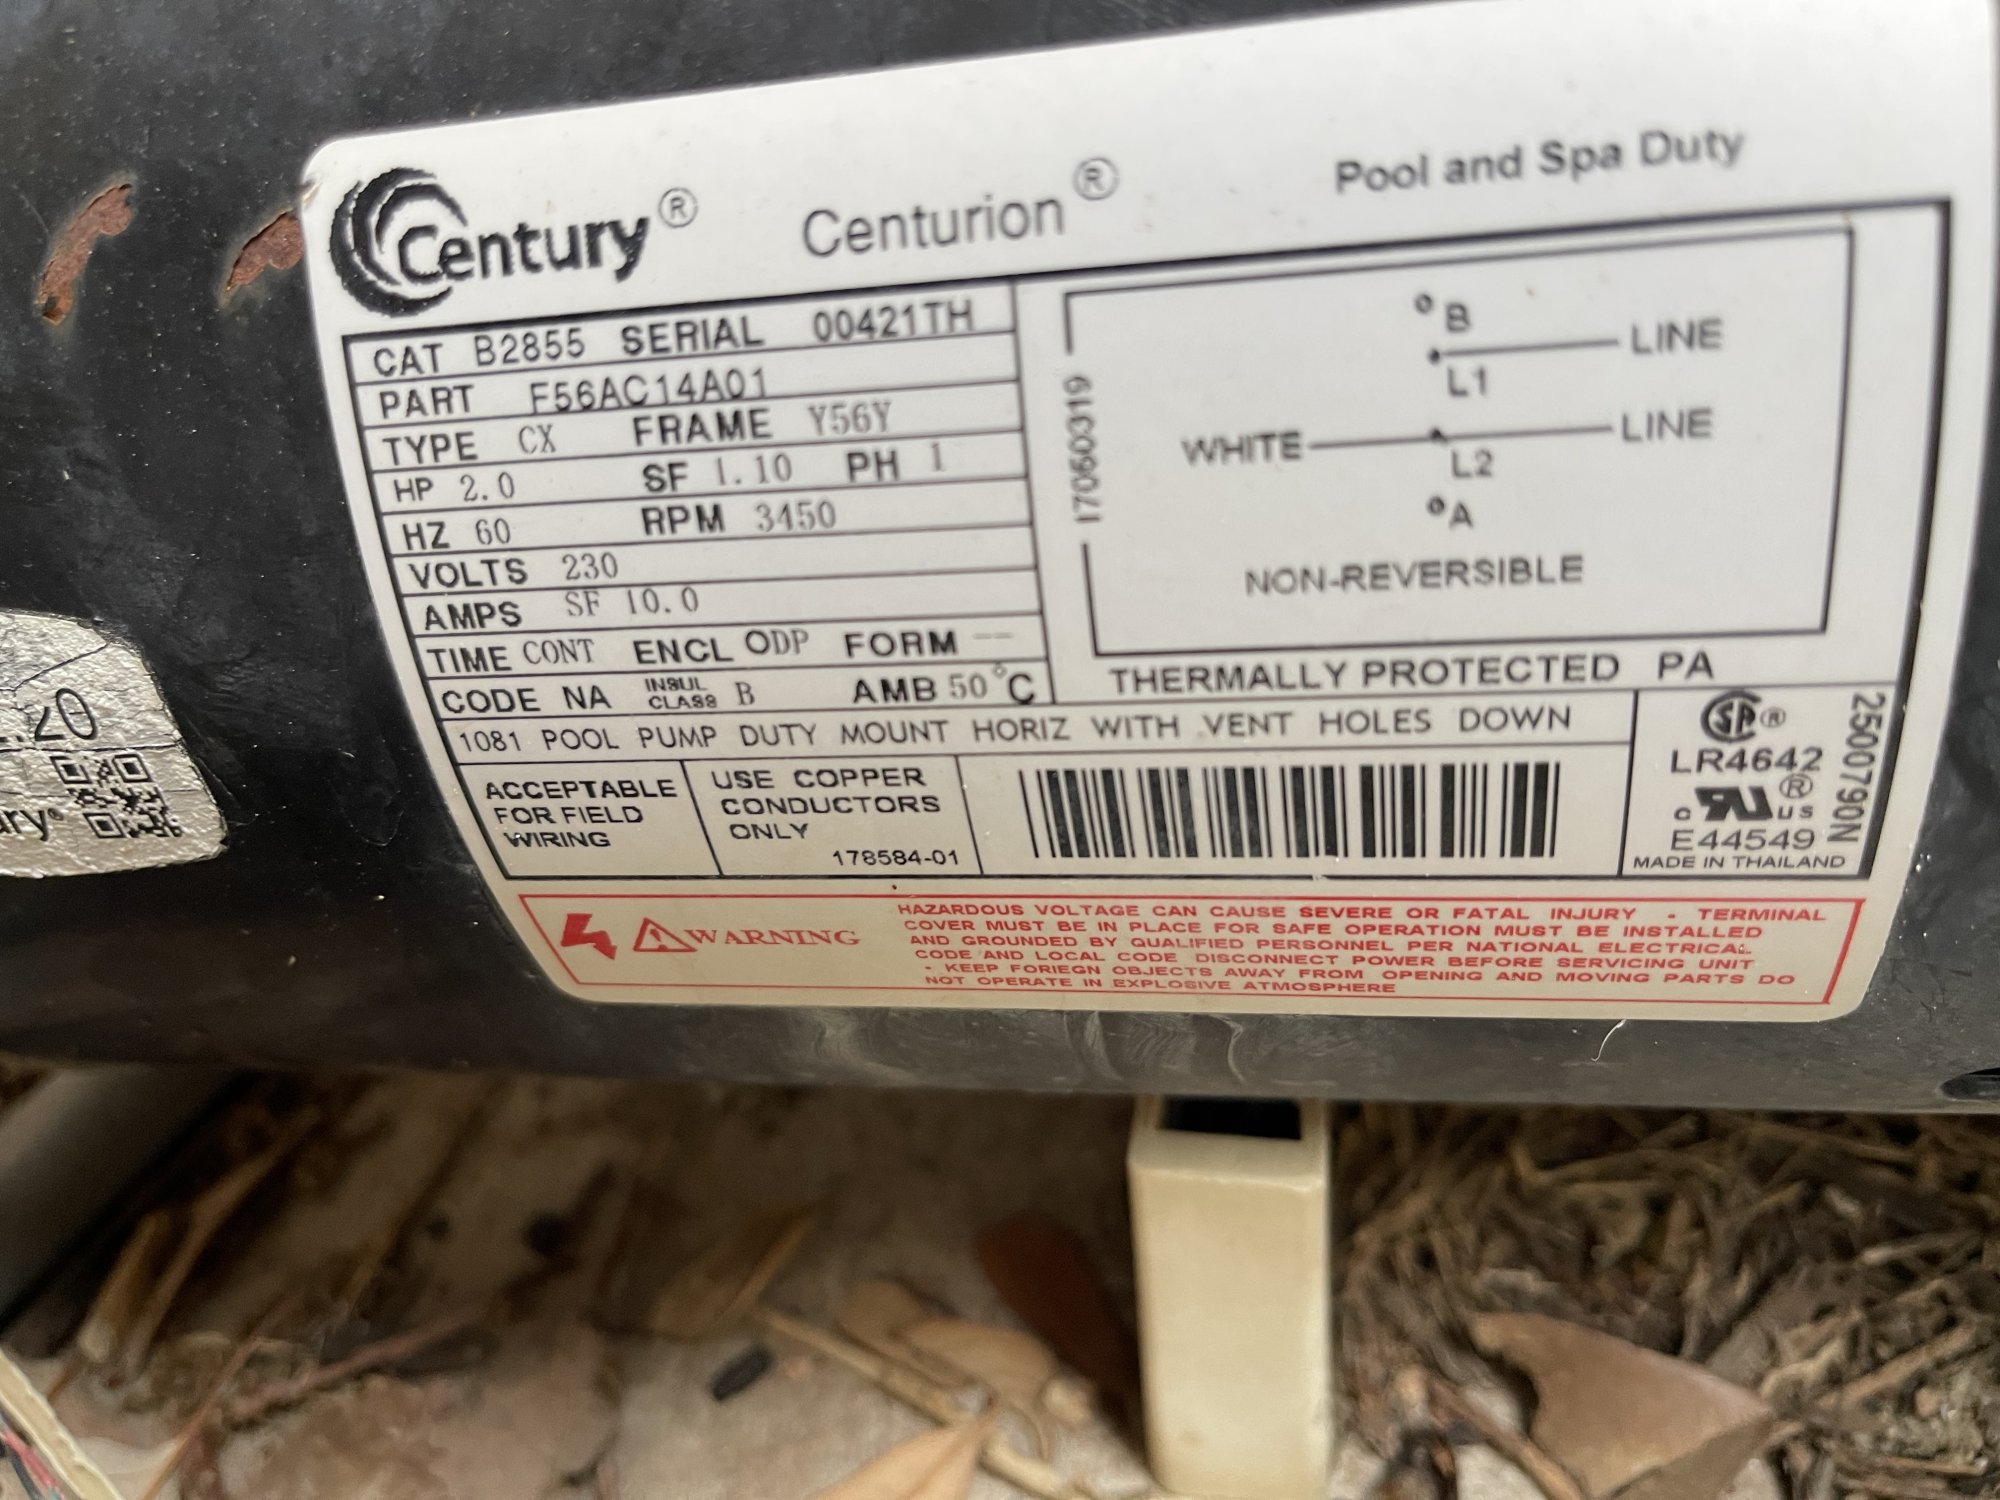 Century® Centurion® Pool and Spa Duty
CAT B2855 SERIAL 00421TH
PART F56AC14A01
TYPE CX FRAME Y56Y
HP 2.0 SF 1.10 PH 1
HZ 60 RPM 3450
VOLTS 230
AMPS SF 10.0
TIME CONT ENCL ODP FORM --
CODE NA INSUL CLASS B AMB 50°C
17060319
B
L1 LINE
WHITE L2 LINE
A
NON-REVERSIBLE
THERMALLY PROTECTED PA
1081 POOL PUMP DUTY MOUNT HORIZ WITH VENT HOLES DOWN
ACCEPTABLE
FOR FIELD
WIRING
USE COPPER
CONDUCTORS
ONLY
178584-01
SP®
LR4642
c RU® US
E44549
MADE IN THAILAND
2500790N
WARNING
HAZARDOUS VOLTAGE CAN CAUSE SEVERE OR FATAL INJURY - TERMINAL
COVER MUST BE IN PLACE FOR SAFE OPERATION MUST BE INSTALLED
AND GROUNDED BY QUALIFIED PERSONNEL PER NATIONAL ELECTRICAL
CODE AND LOCAL CODE DISCONNECT POWER BEFORE SERVICING UNIT
- KEEP FORIEGN OBJECTS AWAY FROM OPENING AND MOVING PARTS DO
NOT OPERATE IN EXPLOSIVE ATMOSPHERE
.20
ry®